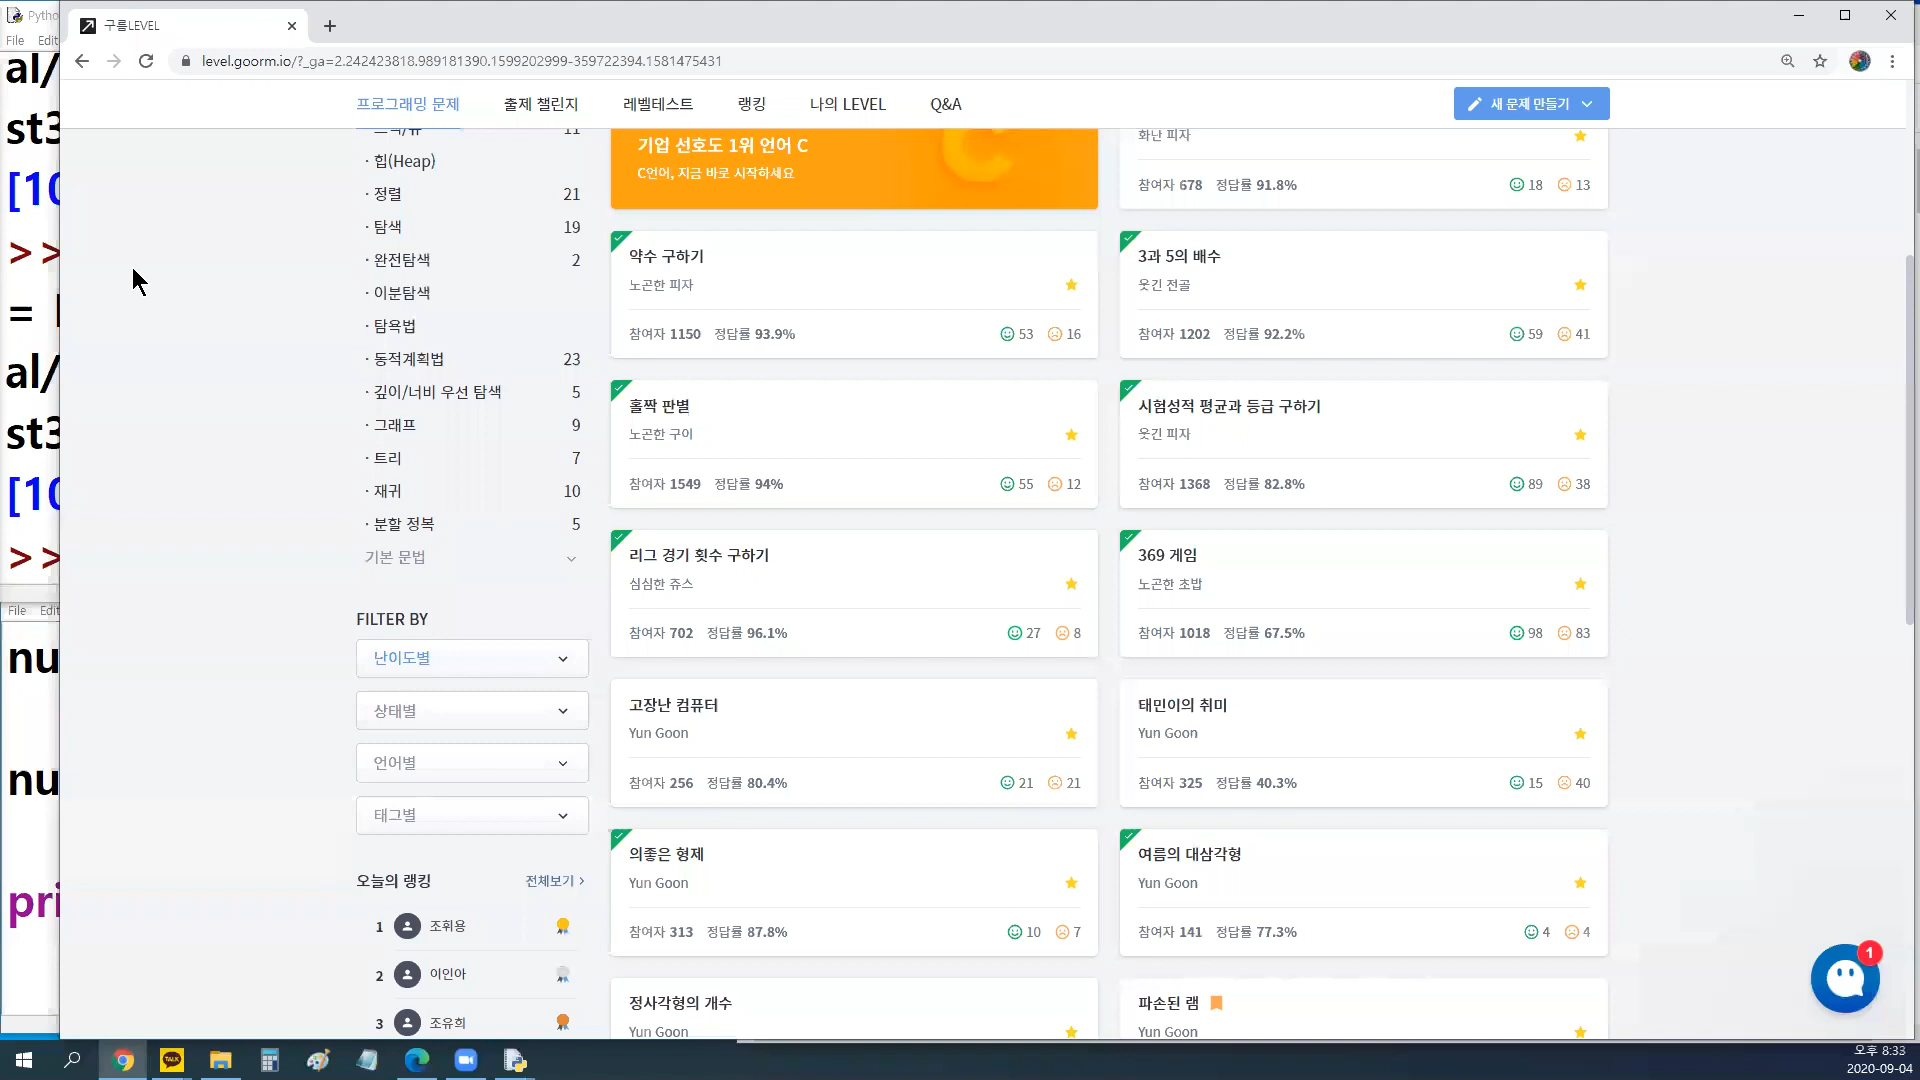 Pytho
File Edit
al/
st3
[10
>>
=
al/
st3
[10
>>
File Edit
nu
nu
pri
구름LEVEL
level.goorm.io/?_ga=2.242423818.989181390.1599202999-359722394.1581475431
프로그래밍 문제
출제 챌린지
레벨테스트
랭킹
나의 LEVEL
Q&A
새 문제 만들기
· 스택/큐 11
· 힙(Heap)
· 정렬 21
· 탐색 19
· 완전탐색 2
· 이분탐색
· 탐욕법
· 동적계획법 23
· 깊이/너비 우선 탐색 5
· 그래프 9
· 트리 7
· 재귀 10
· 분할 정복 5
기본 문법
FILTER BY
난이도별
상태별
언어별
태그별
오늘의 랭킹 전체보기 >
1 조휘용
2 이인아
3 조유희
기업 선호도 1위 언어 C
C언어, 지금 바로 시작하세요
화난 피자
참여자 678 정답률 91.8% 18 13
약수 구하기
노곤한 피자
참여자 1150 정답률 93.9% 53 16
3과 5의 배수
웃긴 전골
참여자 1202 정답률 92.2% 59 41
홀짝 판별
노곤한 구이
참여자 1549 정답률 94% 55 12
시험성적 평균과 등급 구하기
웃긴 피자
참여자 1368 정답률 82.8% 89 38
리그 경기 횟수 구하기
심심한 쥬스
참여자 702 정답률 96.1% 27 8
369 게임
노곤한 초밥
참여자 1018 정답률 67.5% 98 83
고장난 컴퓨터
Yun Goon
참여자 256 정답률 80.4% 21 21
태민이의 취미
Yun Goon
참여자 325 정답률 40.3% 15 40
의좋은 형제
Yun Goon
참여자 313 정답률 87.8% 10 7
여름의 대삼각형
Yun Goon
참여자 141 정답률 77.3% 4 4
정사각형의 개수
Yun Goon
파손된 램
Yun Goon
1
TALK
오후 8:33
2020-09-04